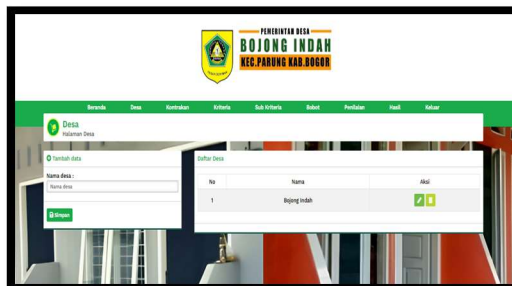 PEMERINTAH DESA
BOJONG INDAH
KEC.PARUNG KAB.BOGOR
Beranda Desa Kontrakan Kriteria Sub Kriteria Bobot Penilaian Hasil Keluar
Desa
Halaman Desa
Tambah data
Nama desa :
Nama desa
Simpan
Daftar Desa
No Nama Aksi
1 Bojong Indah